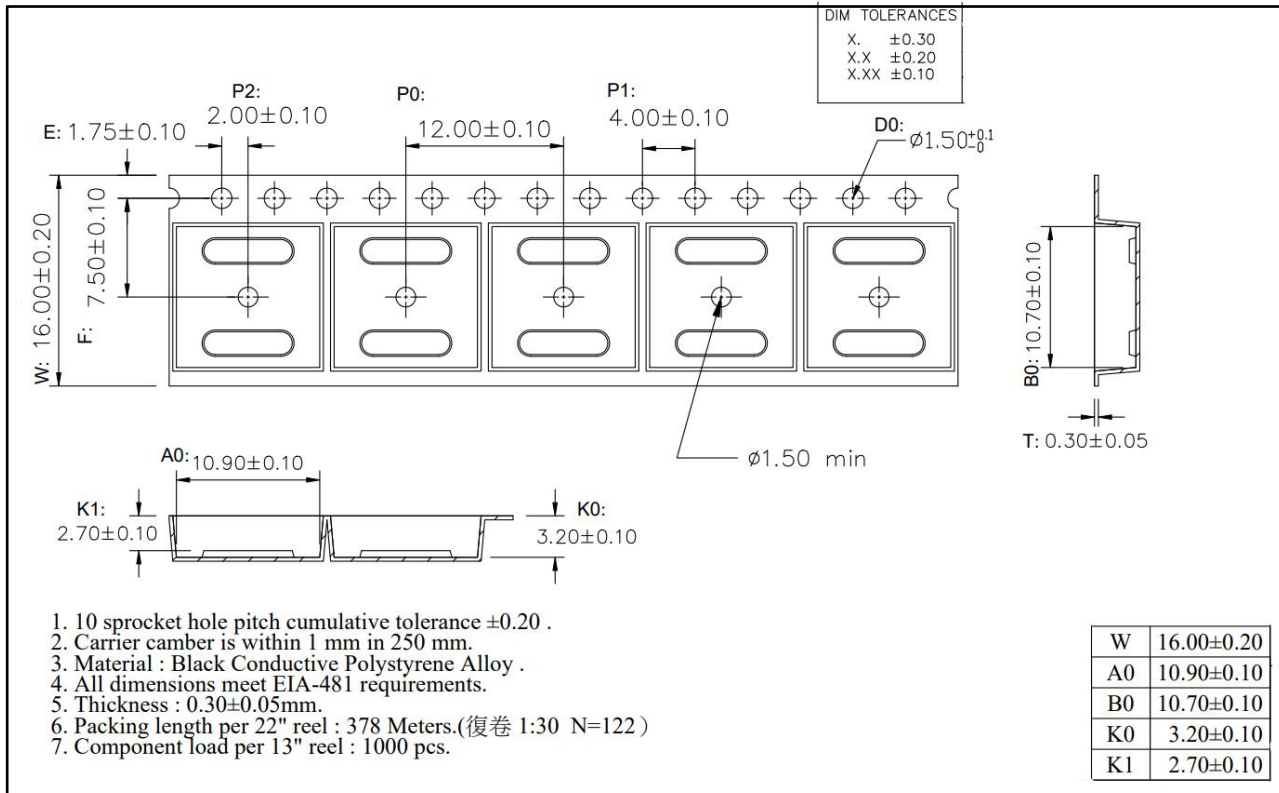 DIM TOLERANCES
X. ±0.30
X.X ±0.20
X.XX ±0.10
P2:
2.00±0.10
P0:
12.00±0.10
P1:
4.00±0.10
D0:
⌀1.50+0.1 -0
E: 1.75±0.10
W: 16.00±0.20
F: 7.50±0.10
B0: 10.70±0.10
T: 0.30±0.05
⌀1.50 min
A0: 10.90±0.10
K1:
2.70±0.10
K0:
3.20±0.10
1. 10 sprocket hole pitch cumulative tolerance ±0.20 .
2. Carrier camber is within 1 mm in 250 mm.
3. Material : Black Conductive Polystyrene Alloy .
4. All dimensions meet EIA-481 requirements.
5. Thickness : 0.30±0.05mm.
6. Packing length per 22" reel : 378 Meters.(復卷 1:30 N=122）
7. Component load per 13" reel : 1000 pcs.
W 16.00±0.20
A0 10.90±0.10
B0 10.70±0.10
K0 3.20±0.10
K1 2.70±0.10